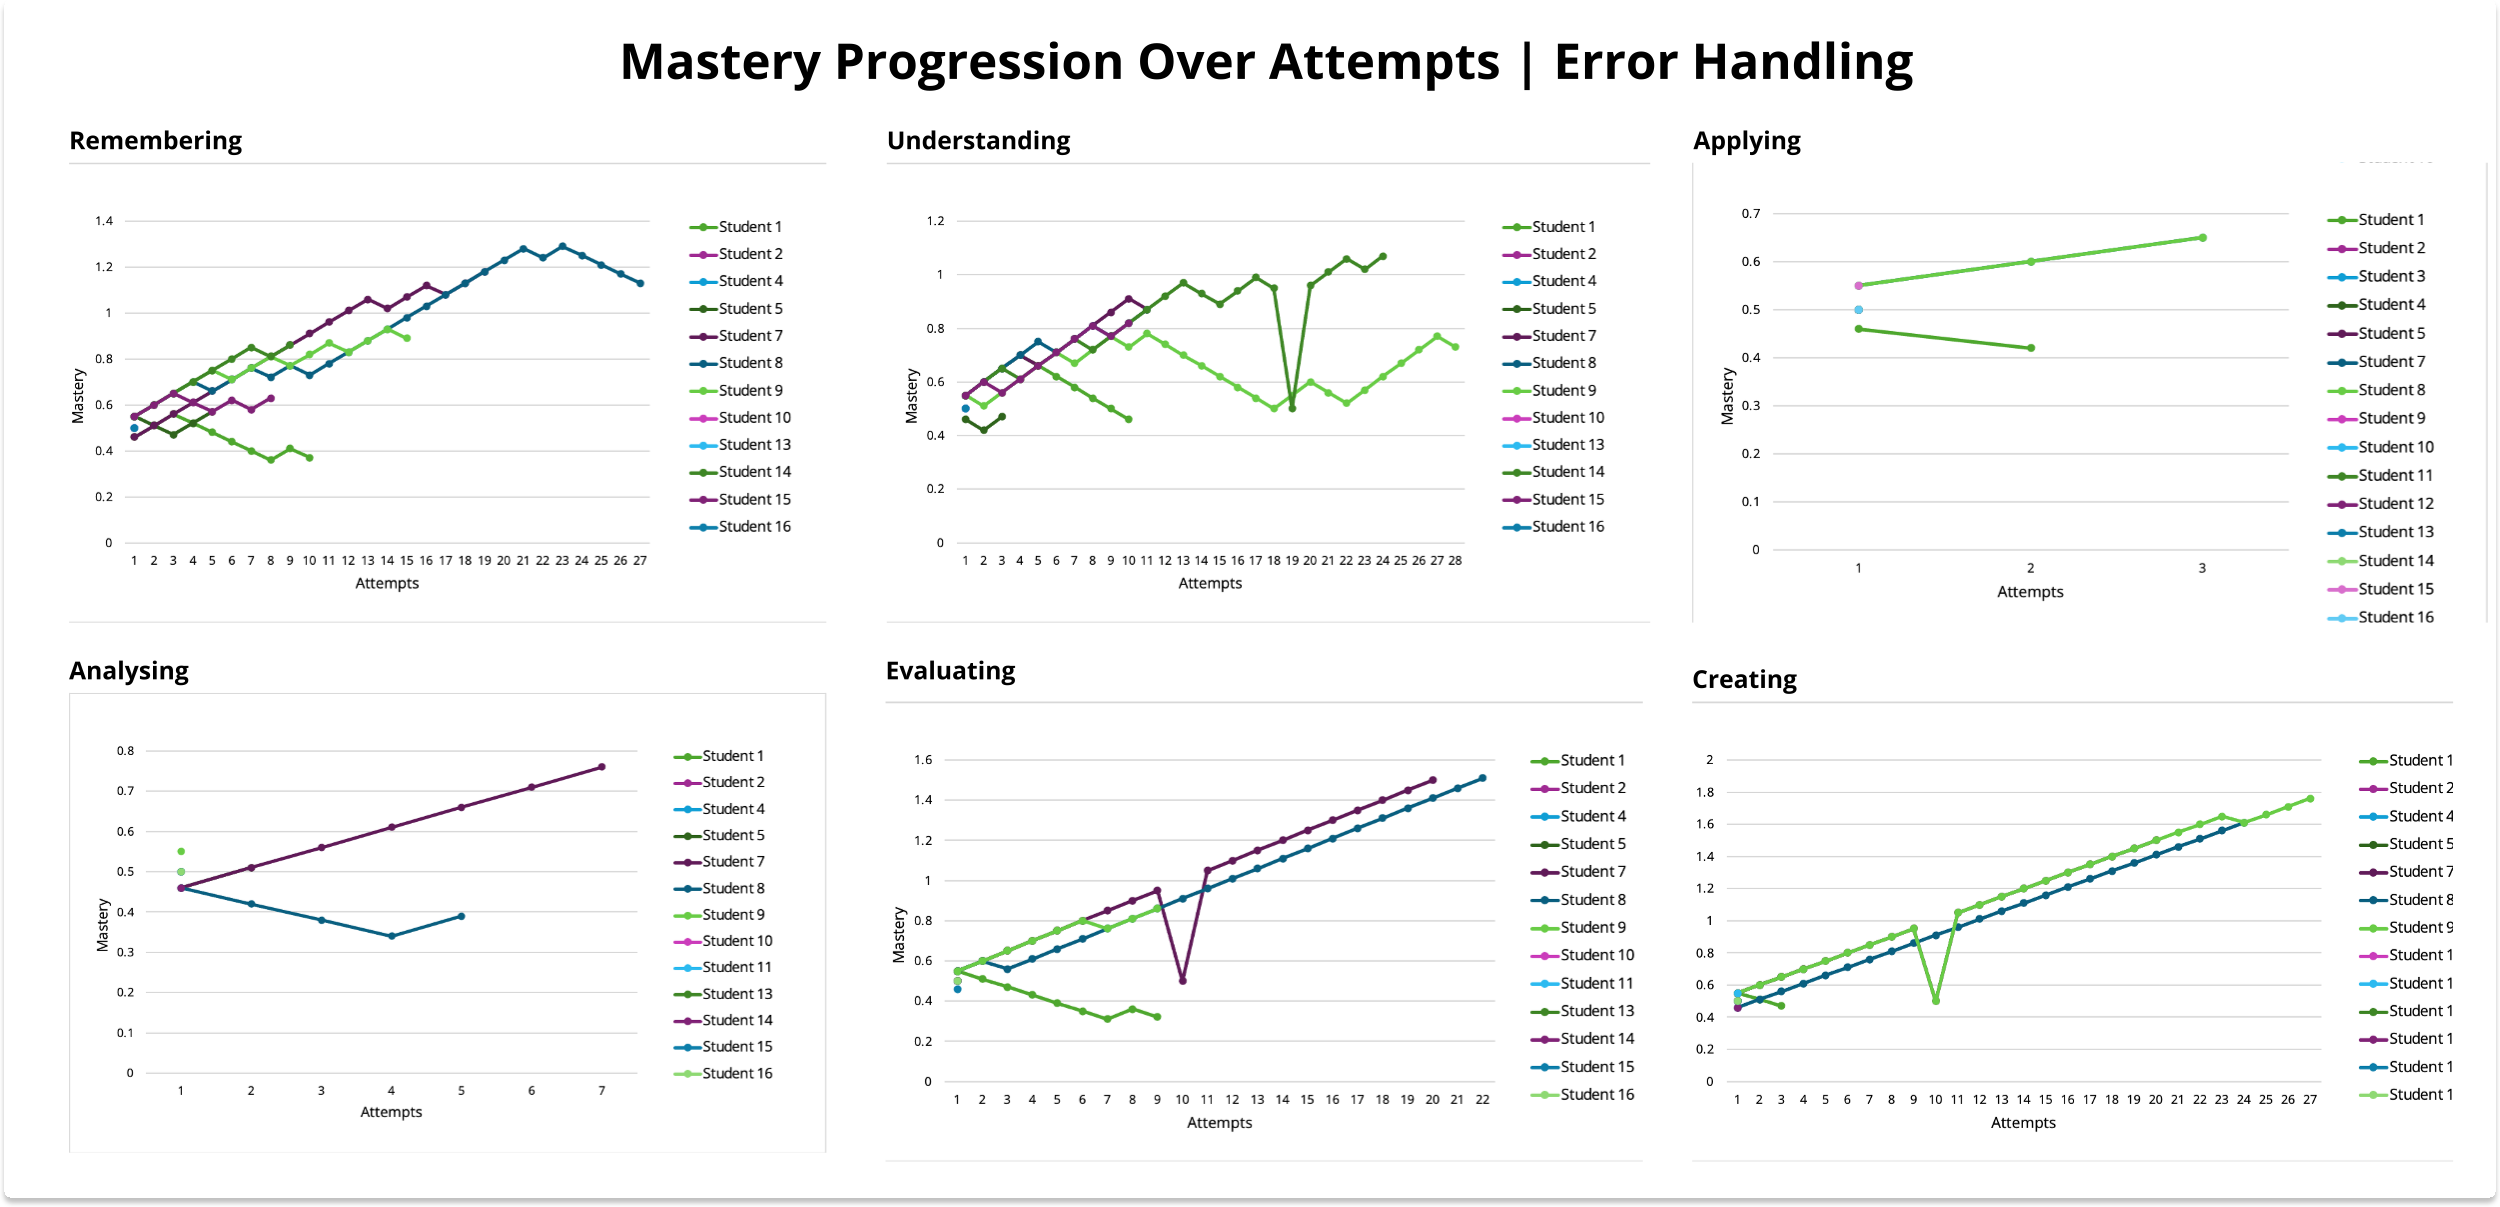 Mastery Progression Over Attempts | Error Handling
Remembering
1.4
1.2
1
0.8
0.6
0.4
0.2
0
Mastery
1 2 3 4 5 6 7 8 9 10 11 12 13 14 15 16 17 18 19 20 21 22 23 24 25 26 27
Attempts
Student 1
Student 2
Student 4
Student 5
Student 7
Student 8
Student 9
Student 10
Student 13
Student 14
Student 15
Student 16
Understanding
1.2
1
0.8
0.6
0.4
0.2
0
Mastery
1 2 3 4 5 6 7 8 9 10 11 12 13 14 15 16 17 18 19 20 21 22 23 24 25 26 27 28
Attempts
Student 1
Student 2
Student 4
Student 5
Student 7
Student 8
Student 9
Student 10
Student 13
Student 14
Student 15
Student 16
Applying
0.7
0.6
0.5
0.4
0.3
0.2
0.1
0
Mastery
1 2 3
Attempts
Student 1
Student 2
Student 3
Student 4
Student 5
Student 7
Student 8
Student 9
Student 10
Student 11
Student 12
Student 13
Student 14
Student 15
Student 16
Analysing
0.8
0.7
0.6
0.5
0.4
0.3
0.2
0.1
0
Mastery
1 2 3 4 5 6 7
Attempts
Student 1
Student 2
Student 4
Student 5
Student 7
Student 8
Student 9
Student 10
Student 11
Student 13
Student 14
Student 15
Student 16
Evaluating
1.6
1.4
1.2
1
0.8
0.6
0.4
0.2
0
Mastery
1 2 3 4 5 6 7 8 9 10 11 12 13 14 15 16 17 18 19 20 21 22
Attempts
Student 1
Student 2
Student 4
Student 5
Student 7
Student 8
Student 9
Student 10
Student 11
Student 13
Student 14
Student 15
Student 16
Creating
2
1.8
1.6
1.4
1.2
1
0.8
0.6
0.4
0.2
0
Mastery
1 2 3 4 5 6 7 8 9 10 11 12 13 14 15 16 17 18 19 20 21 22 23 24 25 26 27
Attempts
Student 1
Student 2
Student 4
Student 5
Student 7
Student 8
Student 9
Student 1
Student 1
Student 1
Student 1
Student 1
Student 1